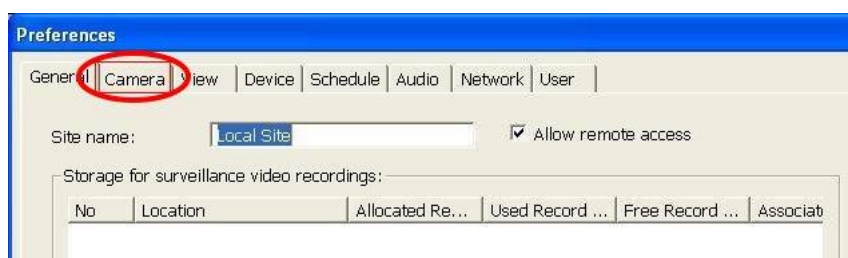 Preferences
General Camera View Device Schedule Audio Network User
Site name: Local Site Allow remote access
Storage for surveillance video recordings:
No Location Allocated Re... Used Record ... Free Record ... Associat